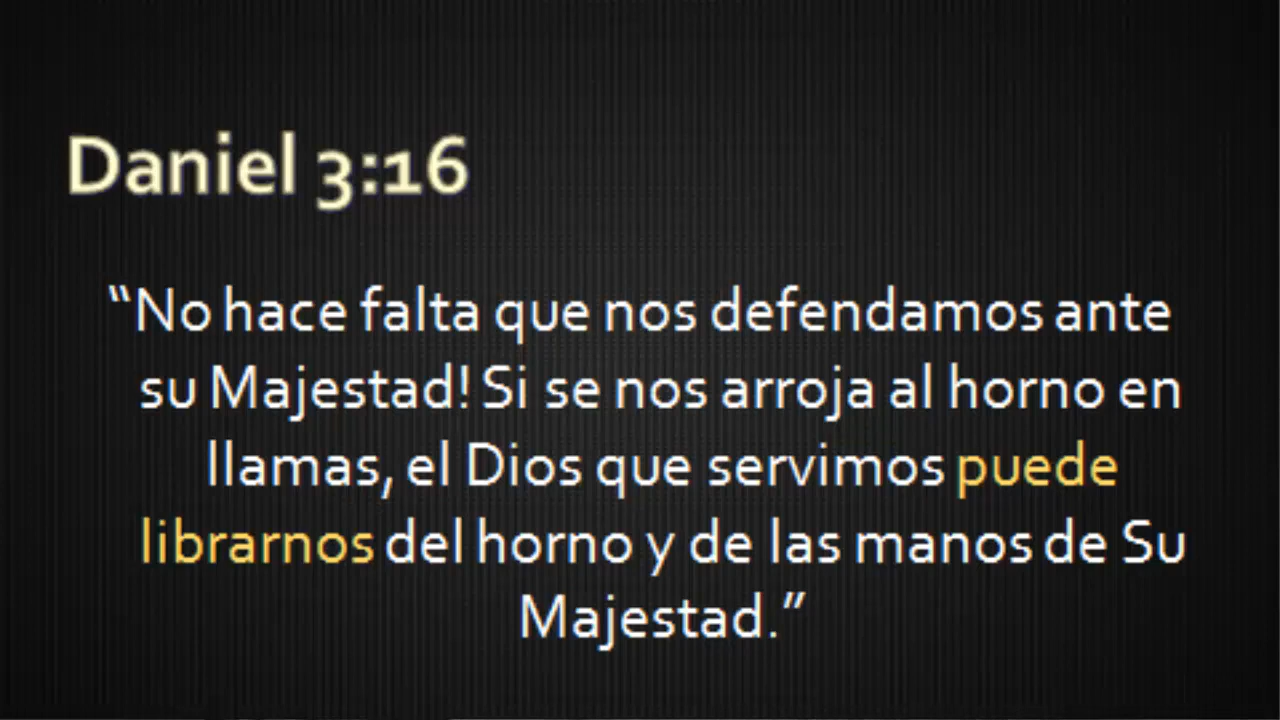 Daniel 3:16
“No hace falta que nos defendamos ante
su Majestad! Si se nos arroja al horno en
llamas, el Dios que servimos puede
librarnos del horno y de las manos de Su
Majestad.”